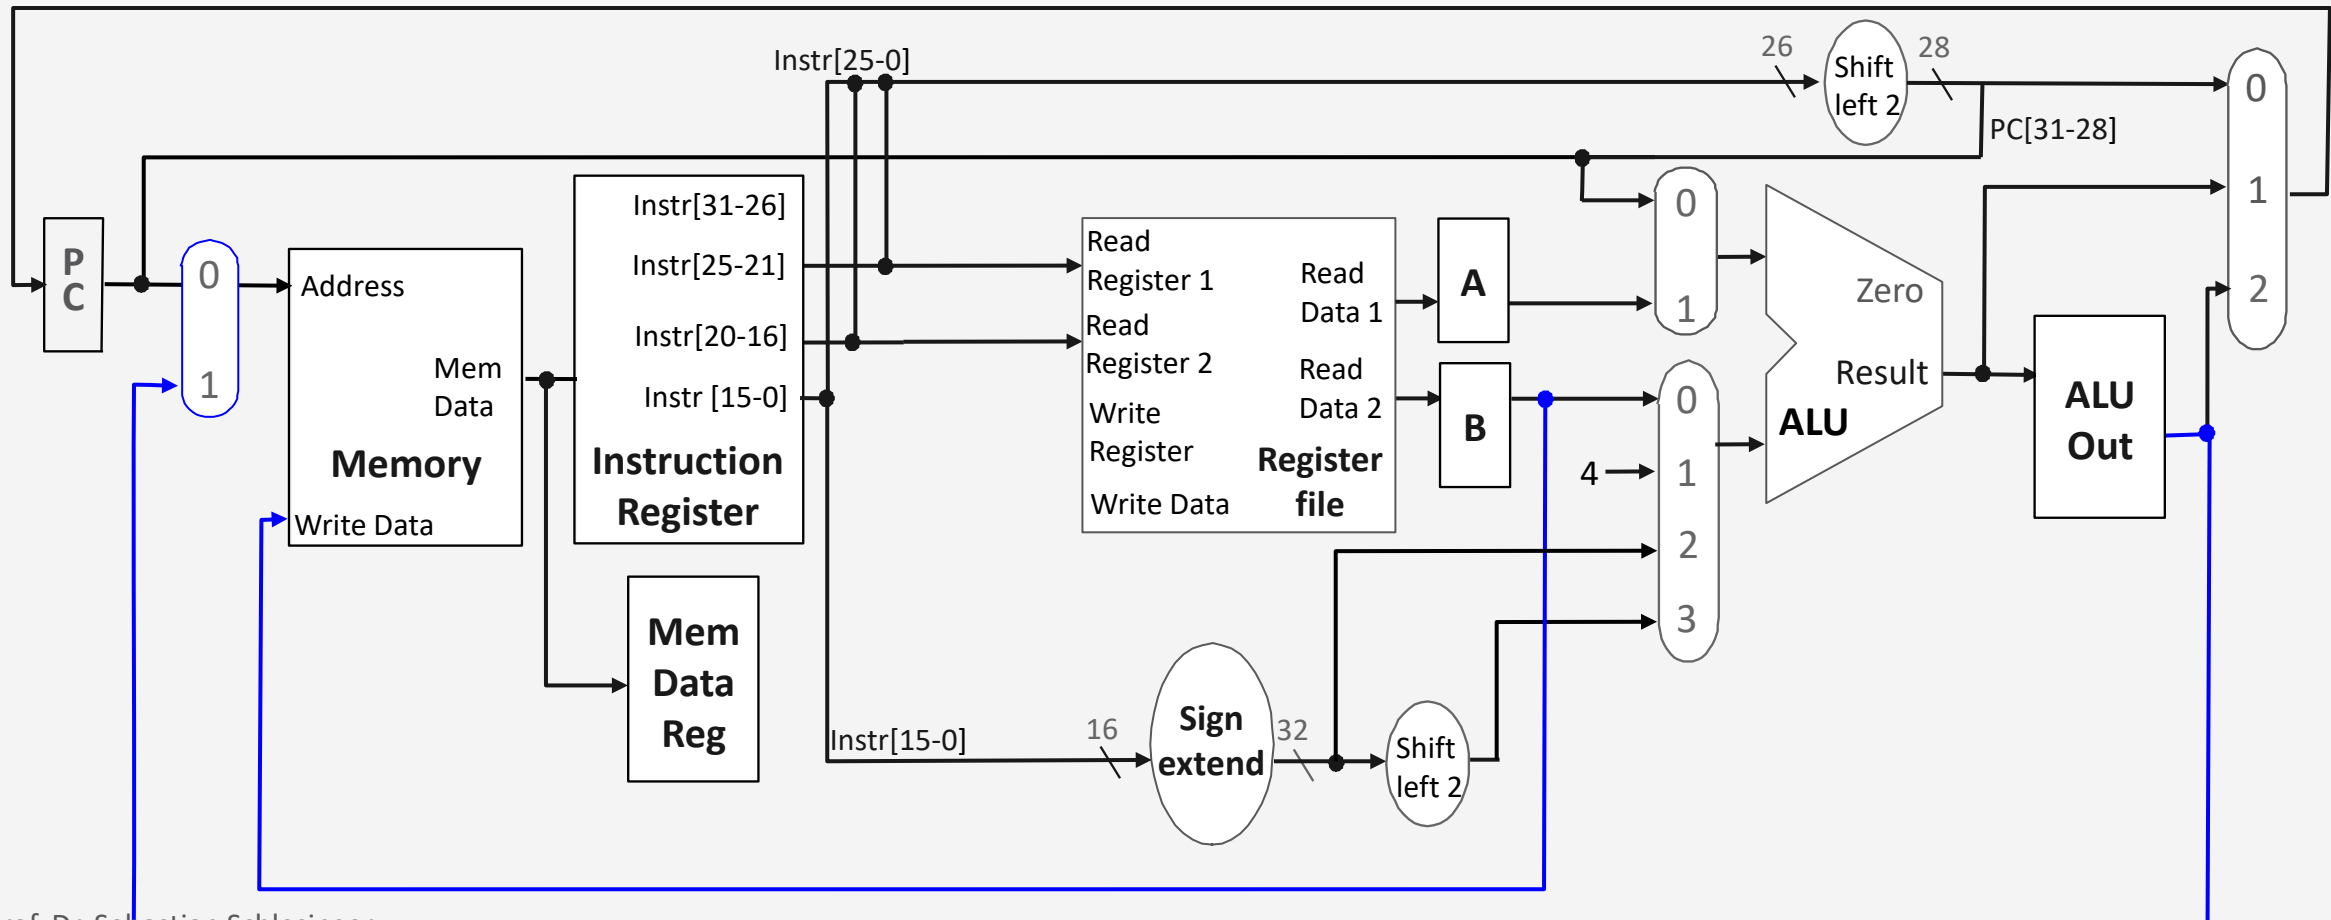 Instr[25-0]
26
Shift
left 2
28
PC[31-28]
0
1
2
P
C
0
1
Address
Mem
Data
Memory
Write Data
Instr[31-26]
Instr[25-21]
Instr[20-16]
Instr [15-0]
Instruction
Register
Mem
Data
Reg
Read
Register 1
Read
Register 2
Write
Register
Write Data
Read
Data 1
Read
Data 2
Register
file
A
B
0
1
0
4
1
2
3
Zero
Result
ALU
ALU
Out
Instr[15-0]
16
Sign
extend
32
Shift
left 2
Dr. Sebastian Schlesinger